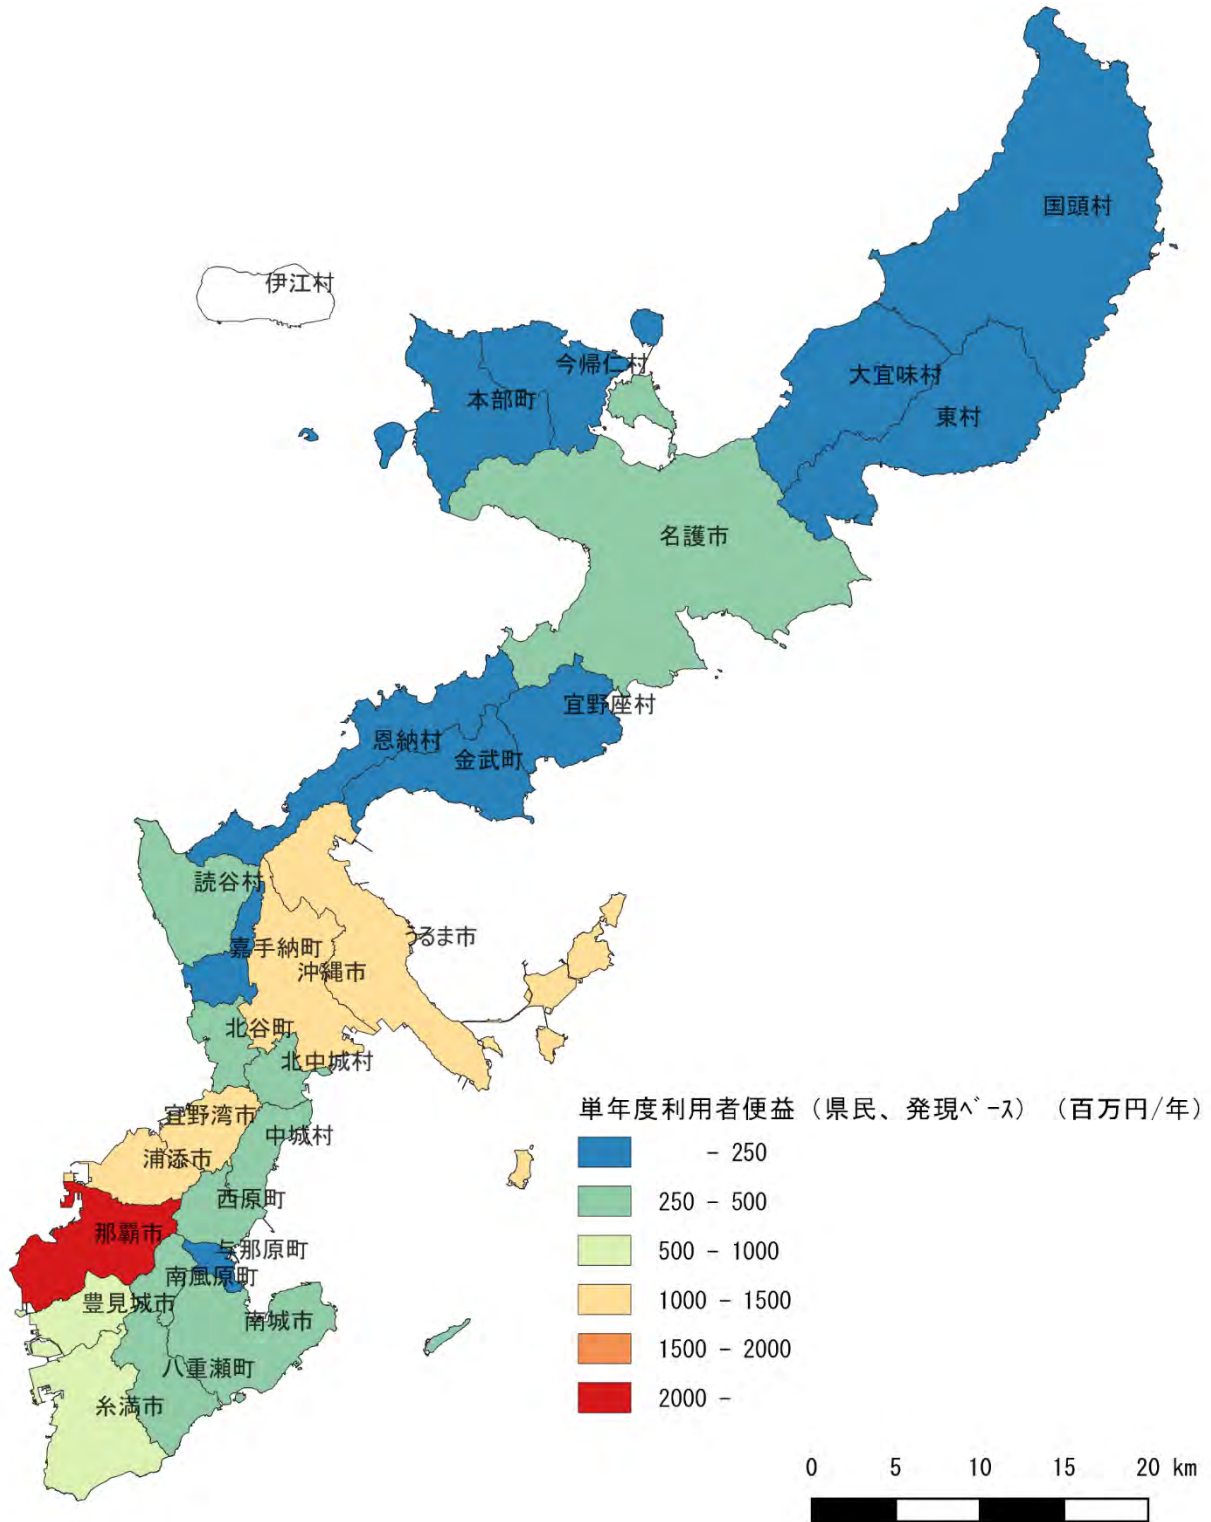 国頭村
伊江村
今帰仁村
大宜味村
本部町
東村
名護市
宜野座村
恩納村
金武町
読谷村
うるま市
嘉手納町
沖縄市
北谷町
北中城村
宜野湾市
中城村
浦添市
西原町
那覇市
与那原町
南風原町
豊見城市
南城市
八重瀬町
糸満市
単年度利用者便益（県民、発現ﾍﾞｰｽ）（百万円/年）
- 250
250 - 500
500 - 1000
1000 - 1500
1500 - 2000
2000 -
0 5 10 15 20 km